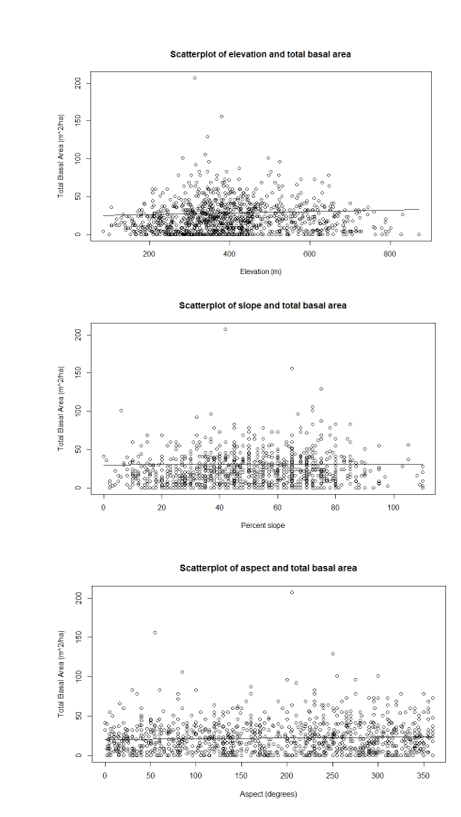 Scatterplot of elevation and total basal area
Total Basal Area (m^2/ha)
0 50 100 150 200
200 400 600 800
Elevation (m)
Scatterplot of slope and total basal area
Total Basal Area (m^2/ha)
0 50 100 150 200
0 20 40 60 80 100
Percent slope
Scatterplot of aspect and total basal area
Total Basal Area (m^2/ha)
0 50 100 150 200
0 50 100 150 200 250 300 350
Aspect (degrees)